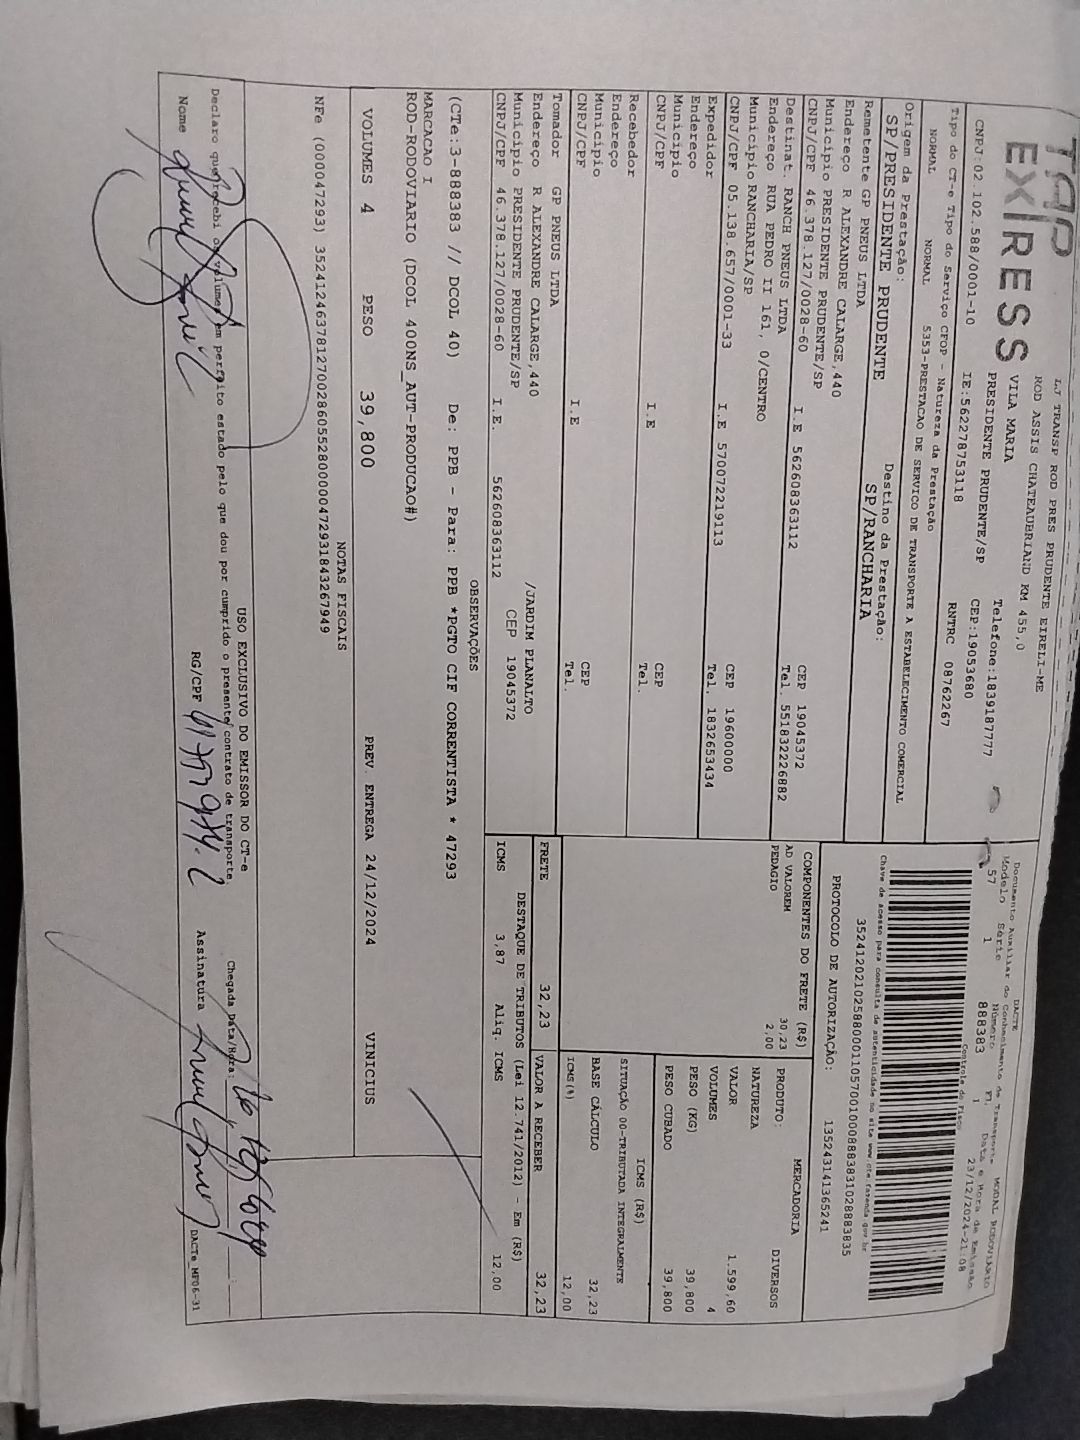 TAP
EXPRESS
LJ TRANSP ROD PRES PRUDENTE EIRELI-ME
ROD ASSIS CHATEAUBRIAND KM 455,0
VILA MARIA
PRESIDENTE PRUDENTE/SP
Telefone:1839187777
CEP:19053680
CNPJ:02.102.588/0001-10 IE:562278753118 RNTRC 08762267
Tipo do CT-e Tipo do Serviço CFOP - Natureza da Prestação
NORMAL NORMAL 5353-PRESTACAO DE SERVICO DE TRANSPORTE A ESTABELECIMENTO COMERCIAL
Origem da Prestação: Destino da Prestação:
SP/PRESIDENTE PRUDENTE SP/RANCHARIA
Remetente GP PNEUS LTDA
Endereço R ALEXANDRE CALARGE,440
Município PRESIDENTE PRUDENTE/SP CEP 19045372
CNPJ/CPF 46.378.127/0028-60 I.E 562608363112 Tel. 551832226882
Destinat. RANCH PNEUS LTDA
Endereço RUA PEDRO II 161, 0/CENTRO
Município RANCHARIA/SP CEP 19600000
CNPJ/CPF 05.138.657/0001-33 I.E 570072219113 Tel. 1832653434
Expedidor
Endereço
Município CEP
CNPJ/CPF I.E Tel.
Recebedor
Endereço
Município CEP
CNPJ/CPF I.E Tel.
Tomador GP PNEUS LTDA
Endereço R ALEXANDRE CALARGE,440 /JARDIM PLANALTO
Município PRESIDENTE PRUDENTE/SP CEP 19045372
CNPJ/CPF 46.378.127/0028-60 I.E. 562608363112
DACTE MODAL RODOVIARIO
Documento Auxiliar do Conhecimento de Transporte
Modelo Série Número Fl. Data e Hora de Emissão
57 1 888383 1 23/12/2024-21:08
Controle do Fisco
Chave de acesso para consulta de autenticidade no site www.cte.fazenda.gov.br
35241202102588000110570010008883831028883835
PROTOCOLO DE AUTORIZAÇÃO: 135243141365241
COMPONENTES DO FRETE (R$)
AD VALOREM 30,23
PEDAGIO 2,00
MERCADORIA
PRODUTO: DIVERSOS
NATUREZA
VALOR 1.599,60
VOLUMES 4
PESO (KG) 39,800
PESO CUBADO 39,800
ICMS (R$)
SITUAÇÃO 00-TRIBUTADA INTEGRALMENTE
BASE CÁLCULO 32,23
ICMS(%) 12,00
FRETE 32,23 VALOR A RECEBER 32,23
DESTAQUE DE TRIBUTOS (Lei 12.741/2012) - Em (R$)
ICMS 3,87 Aliq. ICMS 12,00
OBSERVAÇÕES
(CTe:3-888383 // DCOL 40) De: PPB - Para: PPB *PGTO CIF CORRENTISTA * 47293
MARCACAO I
ROD-RODOVIARIO (DCOL 400NS_AUT-PRODUCAO#)
VOLUMES 4 PESO 39,800 PREV. ENTREGA 24/12/2024 VINICIUS
NOTAS FISCAIS
NFe (000047293) 35241246378127002860552800000472931843267949
USO EXCLUSIVO DO EMISSOR DO CT-e
Declaro que recebi os volumes em perfeito estado pelo que dou por cumprido o presente contrato de transporte.
Chegada Data/Hora:
Nome RG/CPF Assinatura
DACTe_MF06-31